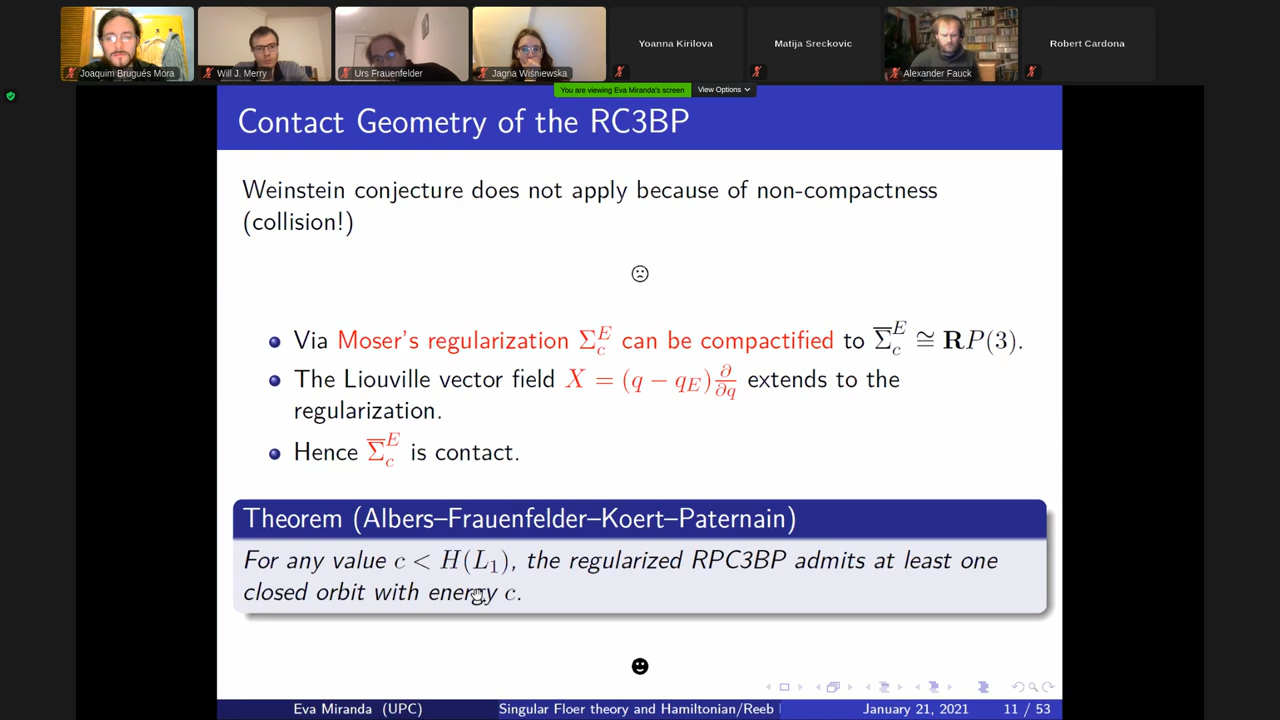 Joaquim Brugués Mora
Will J. Merry
Urs Frauenfelder
Jagna Wiśniewska
Yoanna Kirilova
Matija Sreckovic
Alexander Fauck
Robert Cardona
You are viewing Eva Miranda's screen
View Options
Contact Geometry of the RC3BP
Weinstein conjecture does not apply because of non-compactness
(collision!)
☹
Via Moser's regularization Σ_c^E can be compactified to Σ̅_c^E ≅ RP(3).
The Liouville vector field X = (q − q_E) ∂/∂q extends to the
regularization.
Hence Σ̅_c^E is contact.
Theorem (Albers–Frauenfelder–Koert–Paternain)
For any value c < H(L₁), the regularized RPC3BP admits at least one
closed orbit with energy c.
☻
Eva Miranda (UPC)
Singular Floer theory and Hamiltonian/Reeb
January 21, 2021
11 / 53